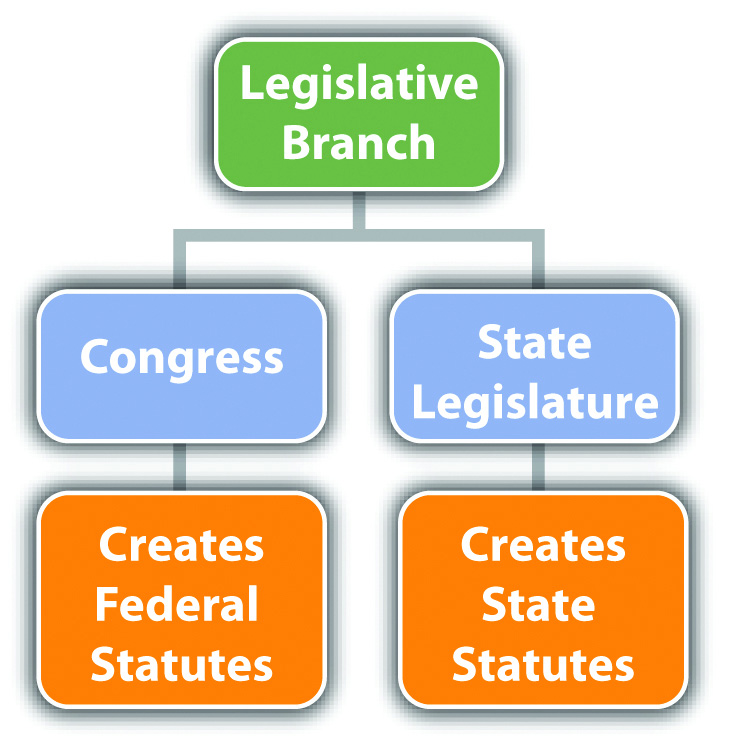 Legislative
Branch
Congress
State
Legislature
Creates
Federal
Statutes
Creates
State
Statutes